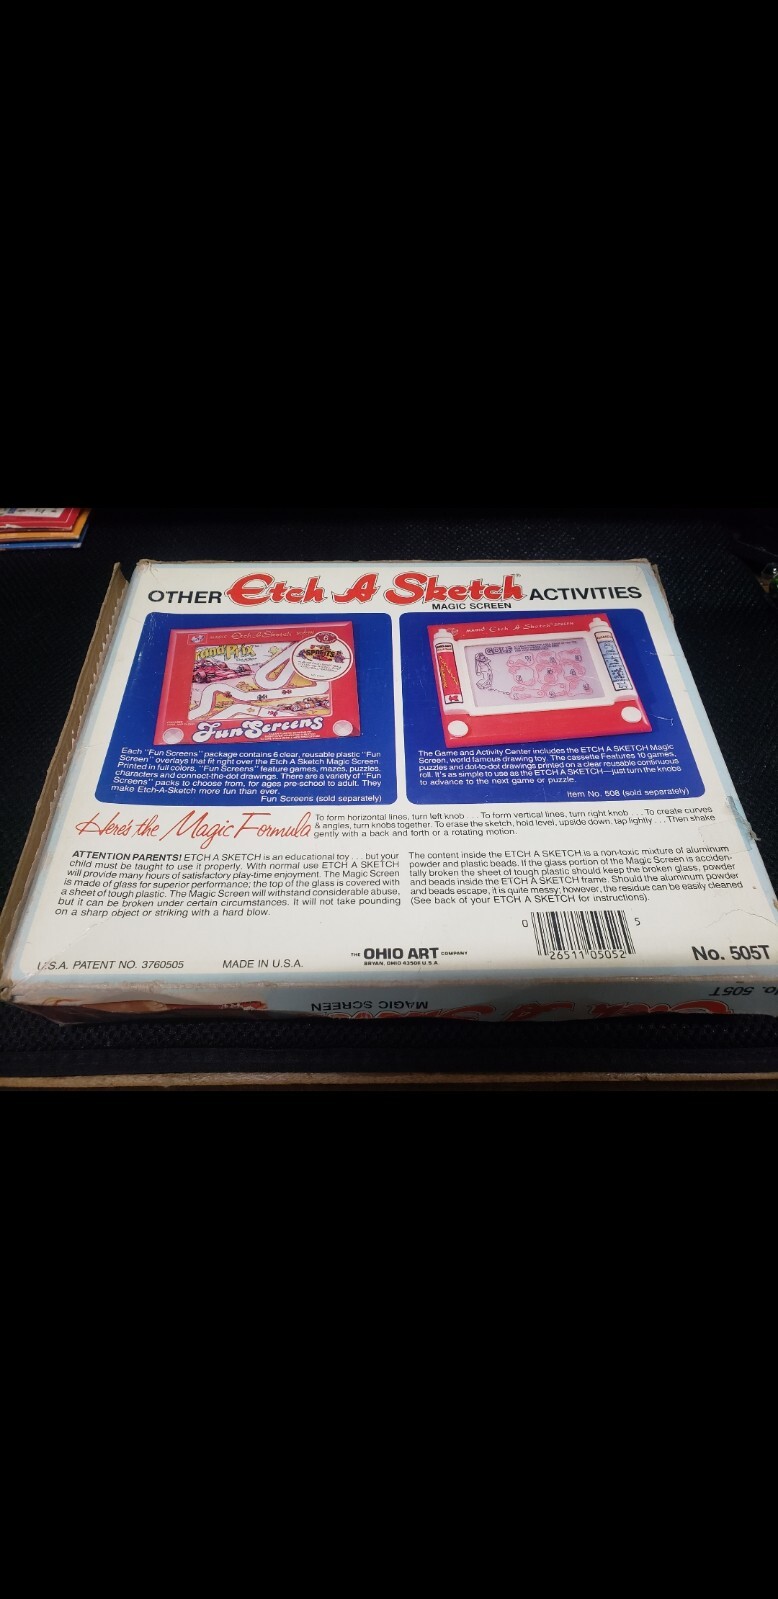 OTHER Etch A Sketch ACTIVITIES
MAGIC SCREEN
MAGIC Etch A Sketch SCREEN
SPORTS
Fun Screens
MAGIC Etch A Sketch SCREEN
GOLF
Each "Fun Screens" package contains 6 clear, reusable plastic "Fun
Screen" overlays that fit right over the Etch A Sketch Magic Screen.
Printed in full colors, "Fun Screens" feature games, mazes, puzzles,
characters and connect-the-dot drawings. There are a variety of "Fun
Screens" packs to choose from, for ages pre-school to adult. They
make Etch-A-Sketch more fun than ever.
Fun Screens (sold separately)
The Game and Activity Center includes the ETCH A SKETCH Magic
Screen, world famous drawing toy. The cassette Features 10 games,
puzzles and dot-to-dot drawings printed on a clear reusable continuous
roll. It's as simple to use as the ETCH A SKETCH—just turn the knobs
to advance to the next game or puzzle.
Item No. 508 (sold separately)
Here's the Magic Formula
To form horizontal lines, turn left knob . . . To form vertical lines, turn right knob . . . To create curves
& angles, turn knobs together. To erase the sketch, hold level, upside down, tap lightly . . . Then shake
gently with a back and forth or a rotating motion.
ATTENTION PARENTS! ETCH A SKETCH is an educational toy . . . but your
child must be taught to use it properly. With normal use ETCH A SKETCH
will provide many hours of satisfactory play-time enjoyment. The Magic Screen
is made of glass for superior performance; the top of the glass is covered with
a sheet of tough plastic. The Magic Screen will withstand considerable abuse,
but it can be broken under certain circumstances. It will not take pounding
on a sharp object or striking with a hard blow.
The content inside the ETCH A SKETCH is a non-toxic mixture of aluminum
powder and plastic beads. If the glass portion of the Magic Screen is acciden-
tally broken the sheet of tough plastic should keep the broken glass, powder
and beads inside the ETCH A SKETCH frame. Should the aluminum powder
and beads escape, it is quite messy; however, the residue can be easily cleaned
(See back of your ETCH A SKETCH for instructions).
0 26511 05052 5
U.S.A. PATENT NO. 3760505
MADE IN U.S.A.
THE OHIO ART COMPANY
BRYAN, OHIO 43506 U.S.A.
No. 505T
No. 505T
MAGIC SCREEN